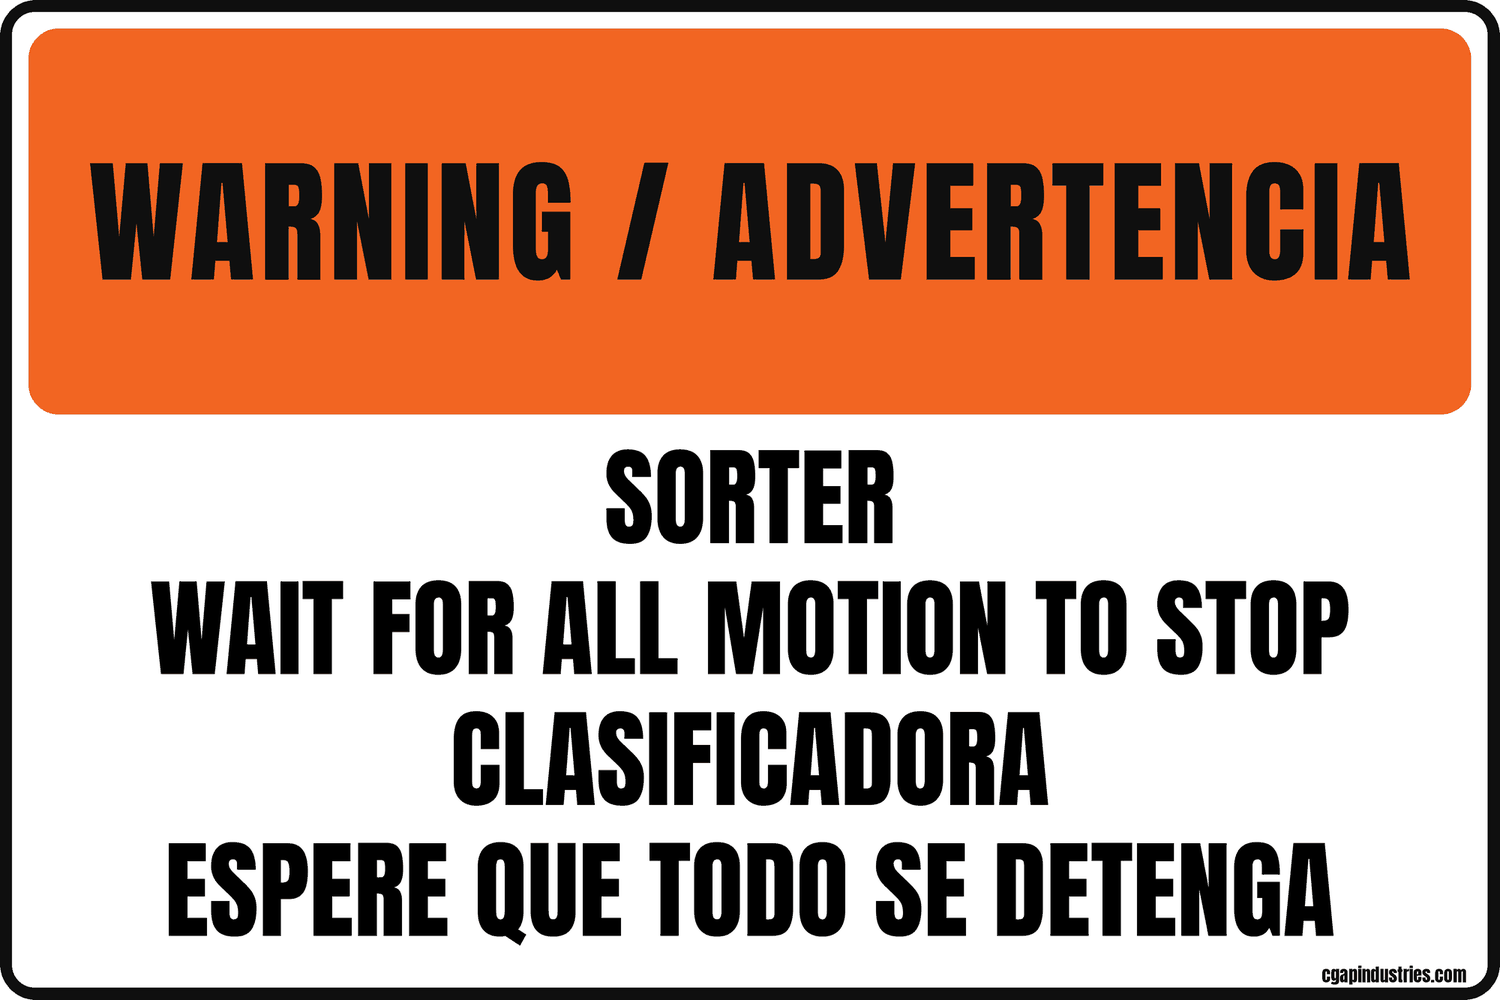 WARNING / ADVERTENCIA
SORTER
WAIT FOR ALL MOTION TO STOP
CLASIFICADORA
ESPERE QUE TODO SE DETENGA
cgapindustries.com